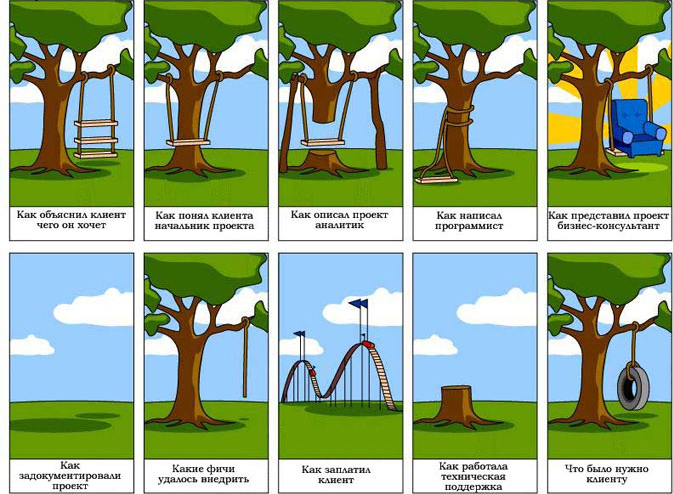 Как объяснил клиент
чего он хочет
Как понял клиента
начальник проекта
Как описал проект
аналитик
Как написал
программист
Как представил проект
бизнес-консультант
Как
задокументировали
проект
Какие фичи
удалось внедрить
Как заплатил
клиент
Как работала
техническая
поддержка
Что было нужно
клиенту